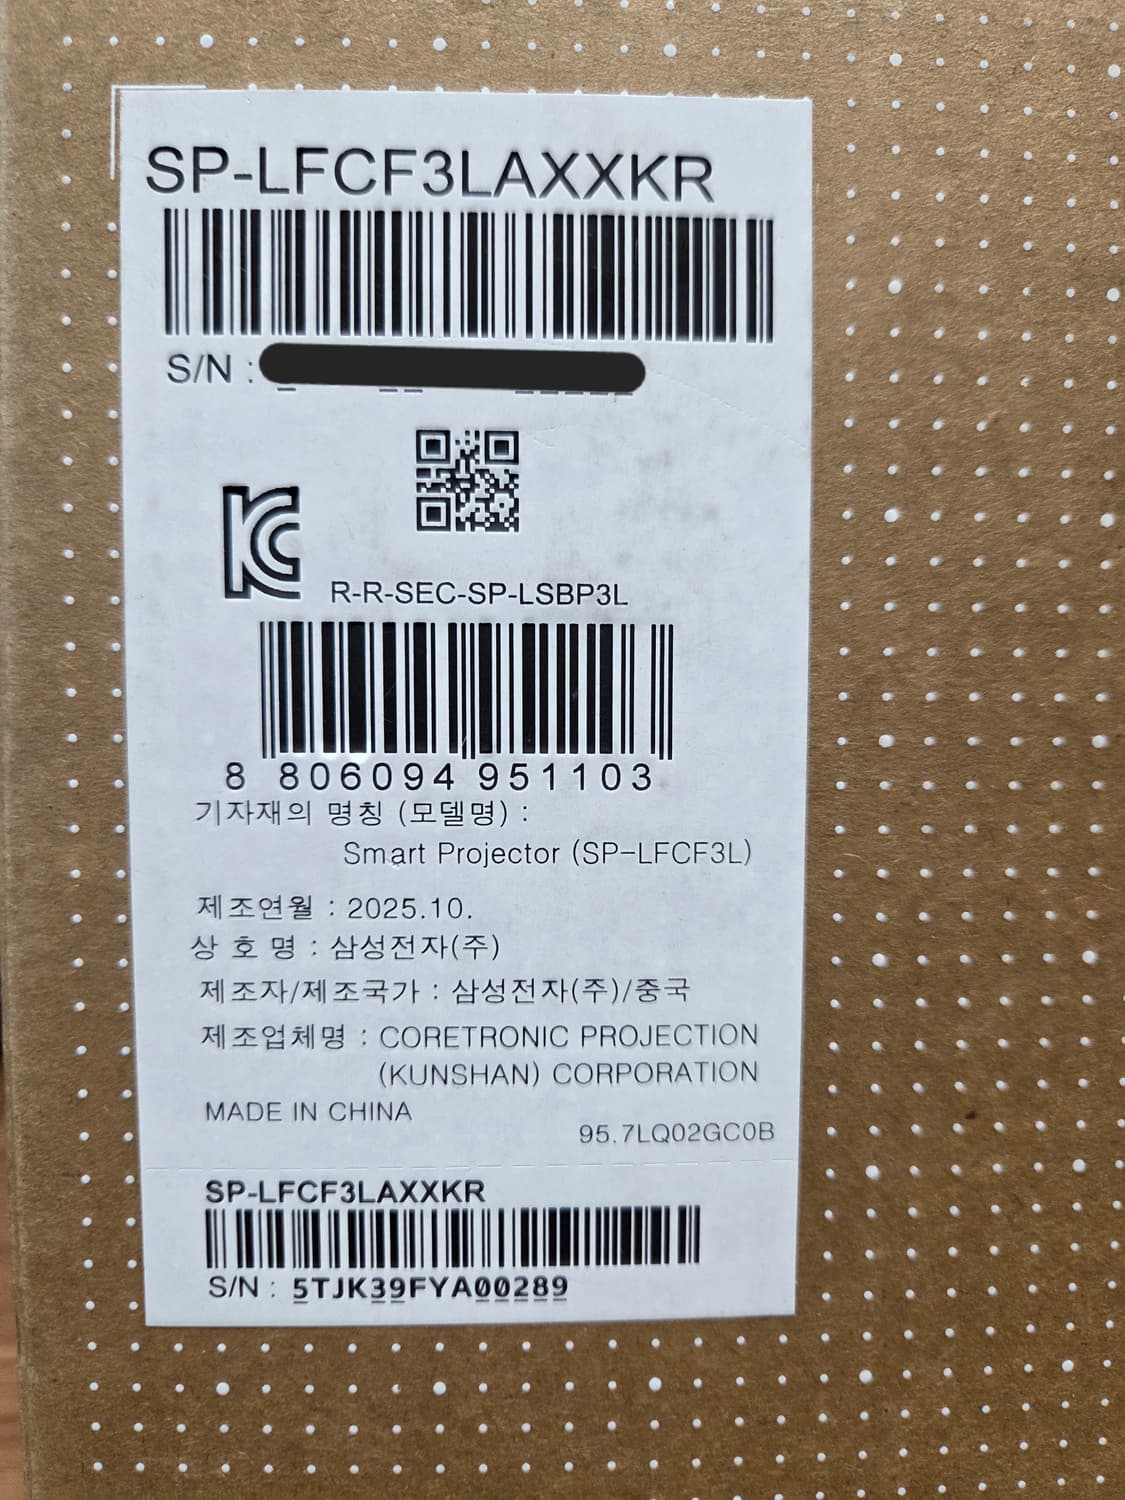 SP-LFCF3LAXXKR
S/N :
R-R-SEC-SP-LSBP3L
8 806094 951103
기자재의 명칭 (모델명) :
Smart Projector (SP-LFCF3L)
제조연월 : 2025.10.
상 호 명 : 삼성전자(주)
제조자/제조국가 : 삼성전자(주)/중국
제조업체명 : CORETRONIC PROJECTION
(KUNSHAN) CORPORATION
MADE IN CHINA
95.7LQ02GC0B
SP-LFCF3LAXXKR
S/N : 5TJK39FYA00289